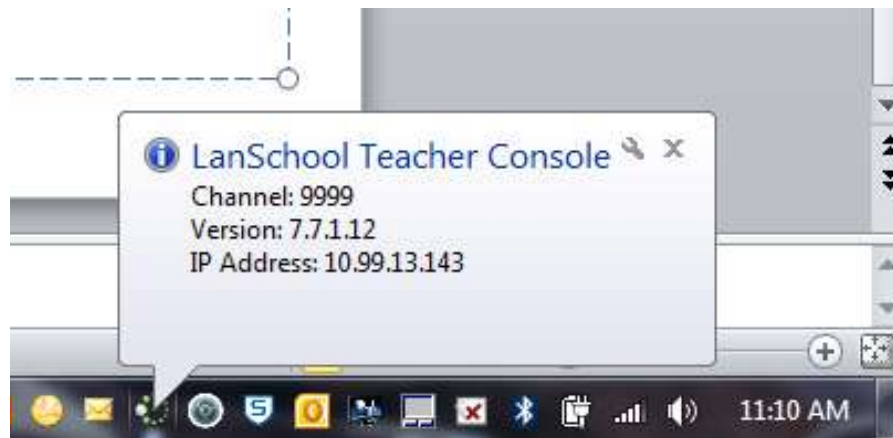 LanSchool Teacher Console
Channel: 9999
Version: 7.7.1.12
IP Address: 10.99.13.143
11:10 AM